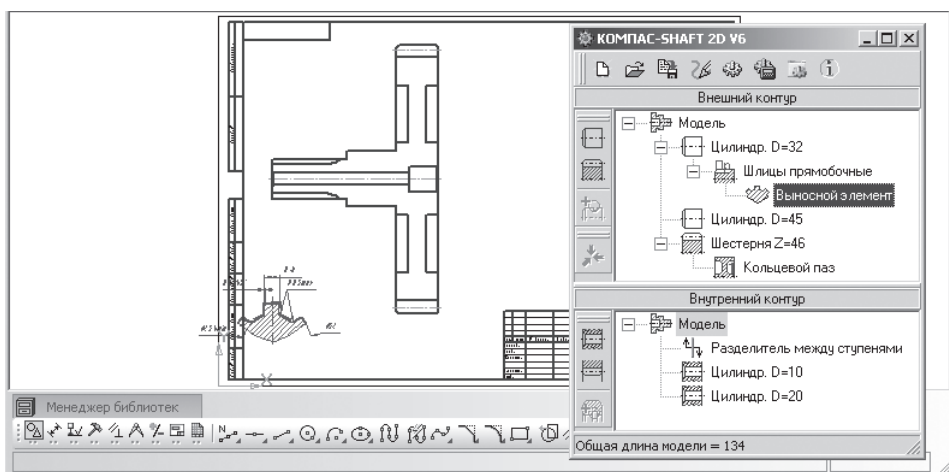 КОМПАС-SHAFT 2D V6
Внешний контур
Модель
Цилиндр. D=32
Шлицы прямобочные
Выносной элемент
Цилиндр. D=45
Шестерня Z=46
Кольцевой паз
Внутренний контур
Модель
Разделитель между ступенями
Цилиндр. D=10
Цилиндр. D=20
Общая длина модели = 134
Менеджер библиотек